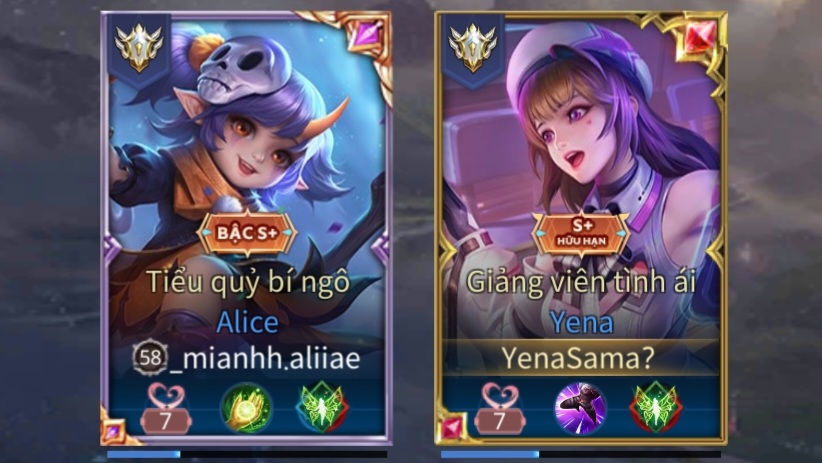 BẬC S+
Tiểu quỷ bí ngô
Alice
58 _mianhh.aliiae
7
S+
HỮU HẠN
Giảng viên tình ái
Yena
YenaSama?
7